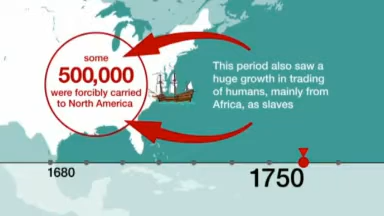 some
500,000
were forcibly carried
to North America
This period also saw a
huge growth in trading
of humans, mainly from
Africa, as slaves
1680
1750